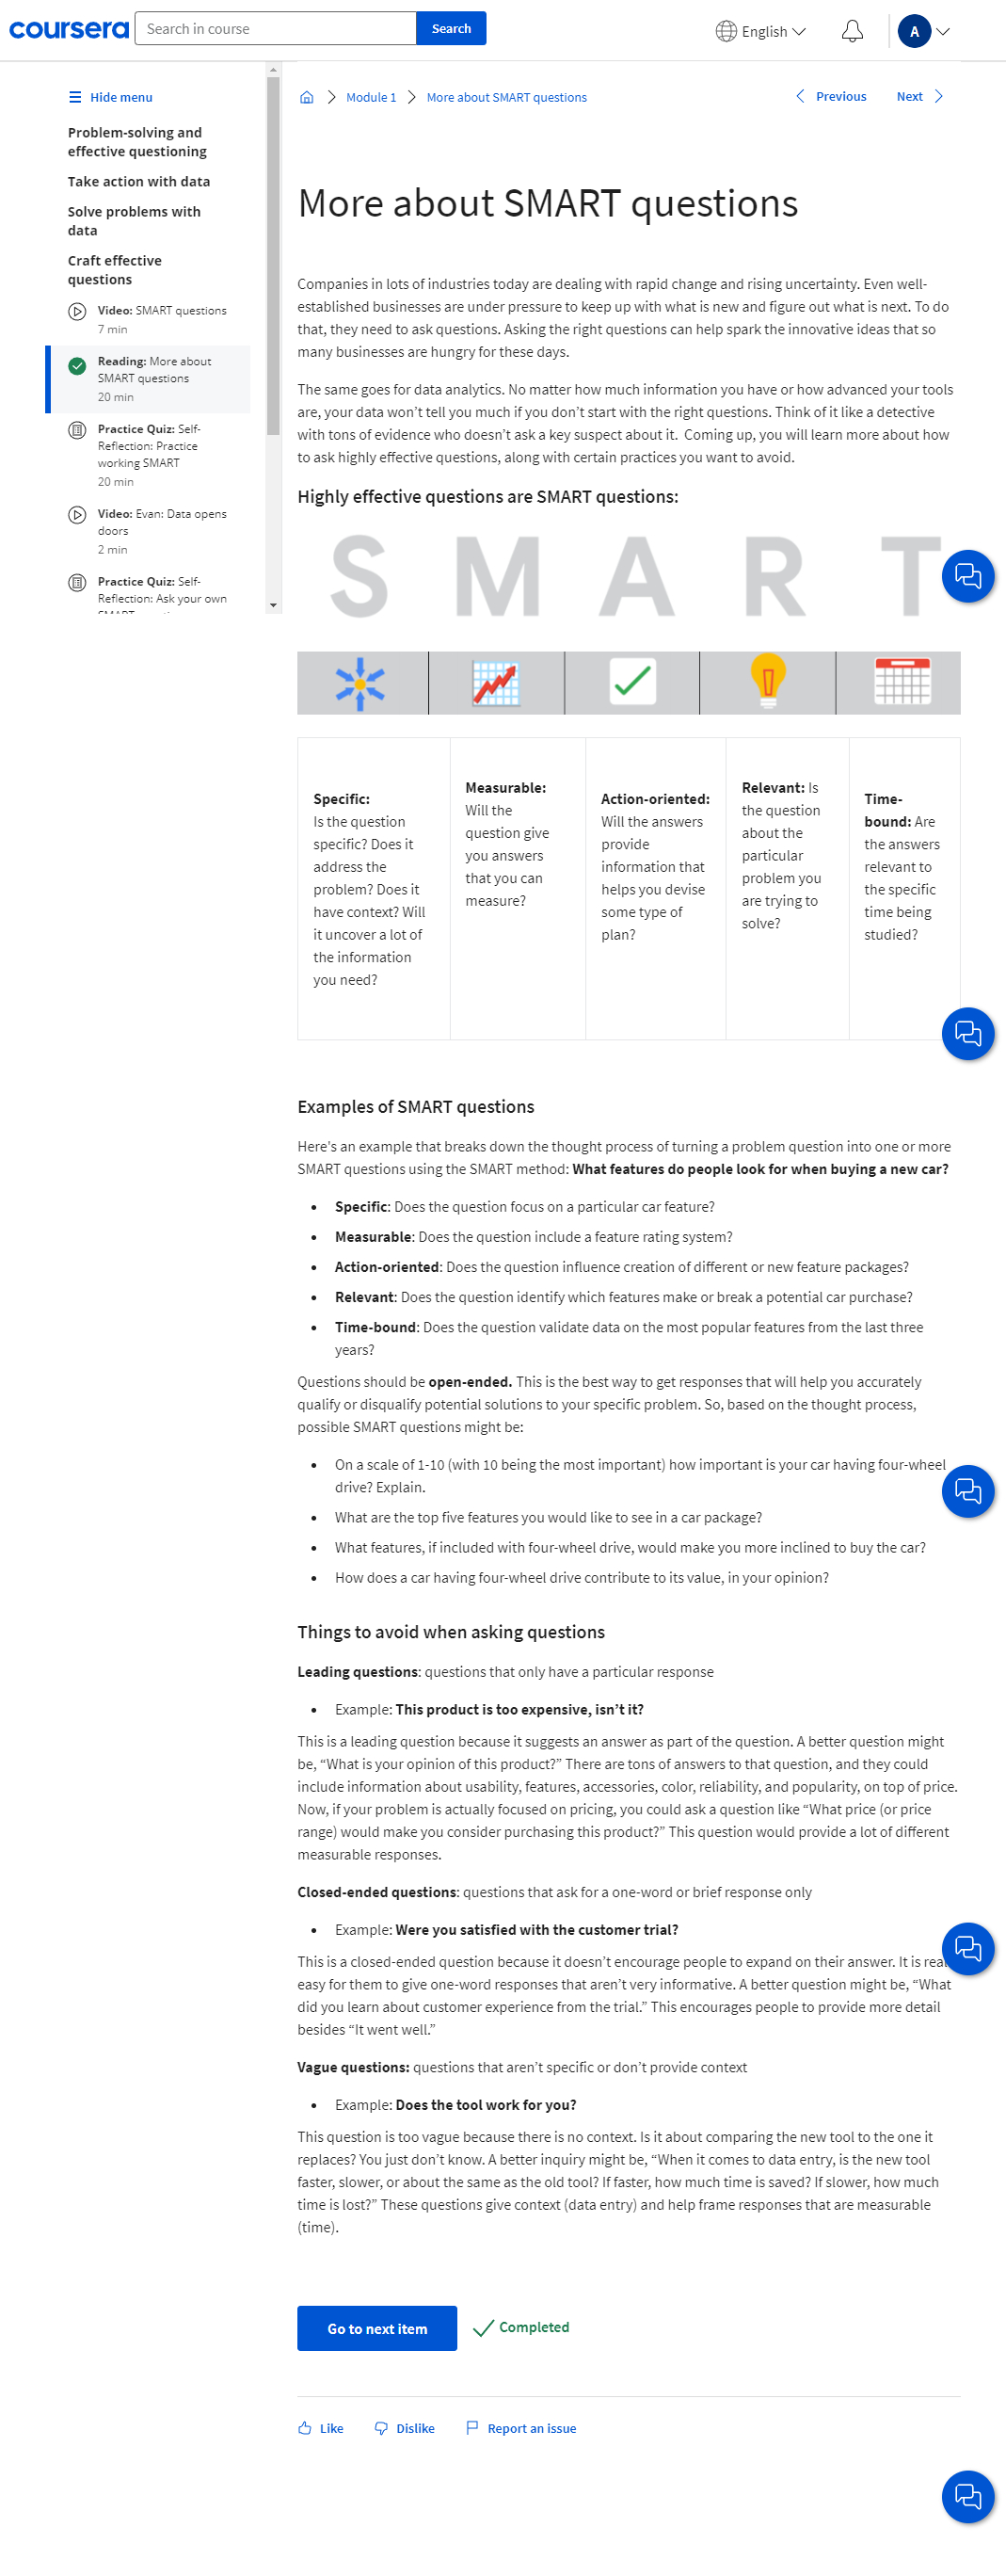 coursera
Search in course
Search
English
A
Hide menu
Problem-solving and
effective questioning
Take action with data
Solve problems with
data
Craft effective
questions
Video: SMART questions
7 min
Reading: More about
SMART questions
20 min
Practice Quiz: Self-
Reflection: Practice
working SMART
20 min
Video: Evan: Data opens
doors
2 min
Practice Quiz: Self-
Reflection: Ask your own
Module 1
More about SMART questions
Previous
Next
More about SMART questions
Companies in lots of industries today are dealing with rapid change and rising uncertainty. Even well-
established businesses are under pressure to keep up with what is new and figure out what is next. To do
that, they need to ask questions. Asking the right questions can help spark the innovative ideas that so
many businesses are hungry for these days.
The same goes for data analytics. No matter how much information you have or how advanced your tools
are, your data won’t tell you much if you don’t start with the right questions. Think of it like a detective
with tons of evidence who doesn’t ask a key suspect about it.  Coming up, you will learn more about how
to ask highly effective questions, along with certain practices you want to avoid.
Highly effective questions are SMART questions:
S M A R T
Specific:
Is the question
specific? Does it
address the
problem? Does it
have context? Will
it uncover a lot of
the information
you need?
Measurable:
Will the
question give
you answers
that you can
measure?
Action-oriented:
Will the answers
provide
information that
helps you devise
some type of
plan?
Relevant: Is
the question
about the
particular
problem you
are trying to
solve?
Time-
bound: Are
the answers
relevant to
the specific
time being
studied?
Examples of SMART questions
Here's an example that breaks down the thought process of turning a problem question into one or more
SMART questions using the SMART method: What features do people look for when buying a new car?
• Specific: Does the question focus on a particular car feature?
• Measurable: Does the question include a feature rating system?
• Action-oriented: Does the question influence creation of different or new feature packages?
• Relevant: Does the question identify which features make or break a potential car purchase?
• Time-bound: Does the question validate data on the most popular features from the last three
years?
Questions should be open-ended. This is the best way to get responses that will help you accurately
qualify or disqualify potential solutions to your specific problem. So, based on the thought process,
possible SMART questions might be:
• On a scale of 1-10 (with 10 being the most important) how important is your car having four-wheel
drive? Explain.
• What are the top five features you would like to see in a car package?
• What features, if included with four-wheel drive, would make you more inclined to buy the car?
• How does a car having four-wheel drive contribute to its value, in your opinion?
Things to avoid when asking questions
Leading questions: questions that only have a particular response
• Example: This product is too expensive, isn’t it?
This is a leading question because it suggests an answer as part of the question. A better question might
be, “What is your opinion of this product?” There are tons of answers to that question, and they could
include information about usability, features, accessories, color, reliability, and popularity, on top of price.
Now, if your problem is actually focused on pricing, you could ask a question like “What price (or price
range) would make you consider purchasing this product?” This question would provide a lot of different
measurable responses.
Closed-ended questions: questions that ask for a one-word or brief response only
• Example: Were you satisfied with the customer trial?
This is a closed-ended question because it doesn’t encourage people to expand on their answer. It is
easy for them to give one-word responses that aren’t very informative. A better question might be, “What
did you learn about customer experience from the trial.” This encourages people to provide more detail
besides “It went well.”
Vague questions: questions that aren’t specific or don’t provide context
• Example: Does the tool work for you?
This question is too vague because there is no context. Is it about comparing the new tool to the one it
replaces? You just don’t know. A better inquiry might be, “When it comes to data entry, is the new tool
faster, slower, or about the same as the old tool? If faster, how much time is saved? If slower, how much
time is lost?” These questions give context (data entry) and help frame responses that are measurable
(time).
Go to next item
Completed
Like
Dislike
Report an issue